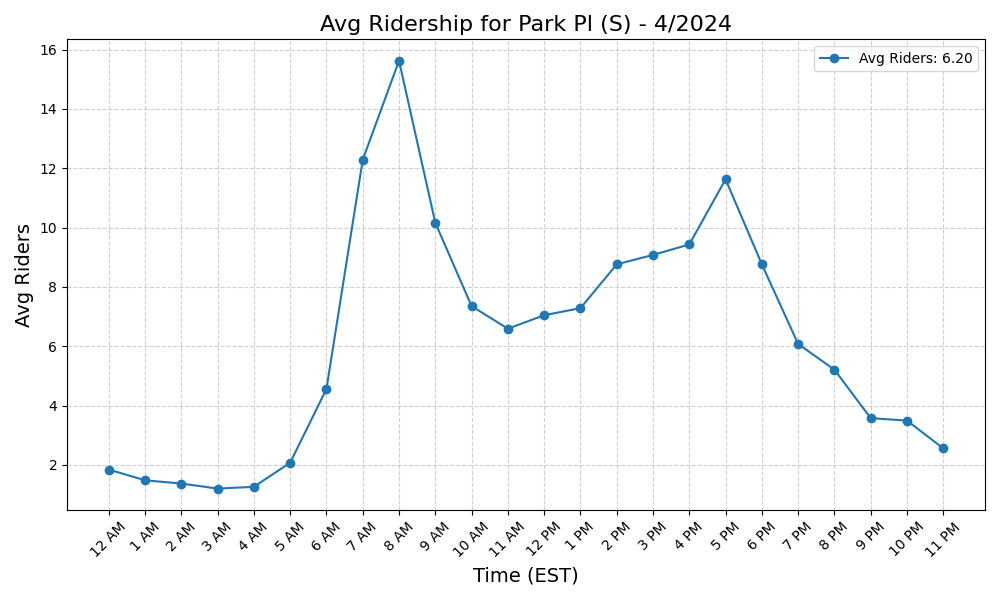 Avg Ridership for Park Pl (S) - 4/2024
Avg Riders: 6.20
Avg Riders
16
14
12
10
8
6
4
2
12 AM
1 AM
2 AM
3 AM
4 AM
5 AM
6 AM
7 AM
8 AM
9 AM
10 AM
11 AM
12 PM
1 PM
2 PM
3 PM
4 PM
5 PM
6 PM
7 PM
8 PM
9 PM
10 PM
11 PM
Time (EST)